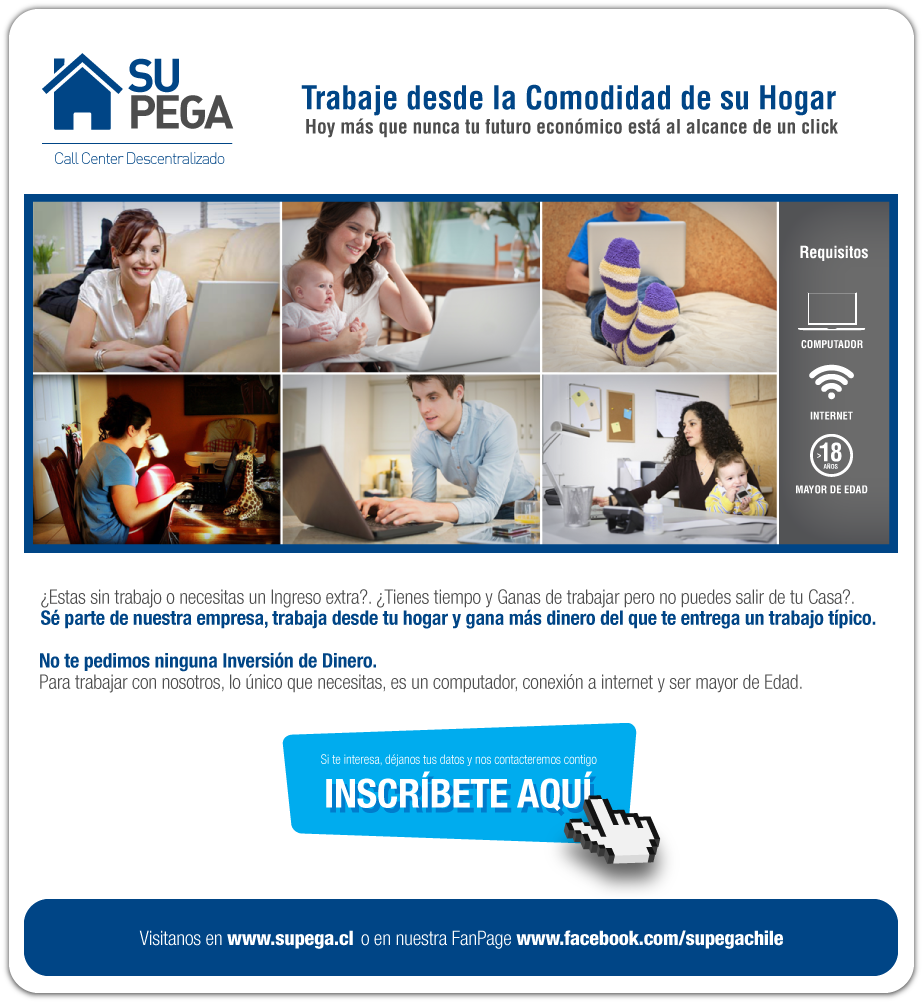 SU
PEGA
Call Center Descentralizado
Trabaje desde la Comodidad de su Hogar
Hoy más que nunca tu futuro económico está al alcance de un click
Requisitos
COMPUTADOR
INTERNET
>18
AÑOS
MAYOR DE EDAD
¿Estas sin trabajo o necesitas un Ingreso extra?. ¿Tienes tiempo y Ganas de trabajar pero no puedes salir de tu Casa?.
Sé parte de nuestra empresa, trabaja desde tu hogar y gana más dinero del que te entrega un trabajo típico.
No te pedimos ninguna Inversión de Dinero.
Para trabajar con nosotros, lo único que necesitas, es un computador, conexión a internet y ser mayor de Edad.
Si te interesa, déjanos tus datos y nos contacteremos contigo
INSCRÍBETE AQUÍ
Visitanos en www.supega.cl o en nuestra FanPage www.facebook.com/supegachile